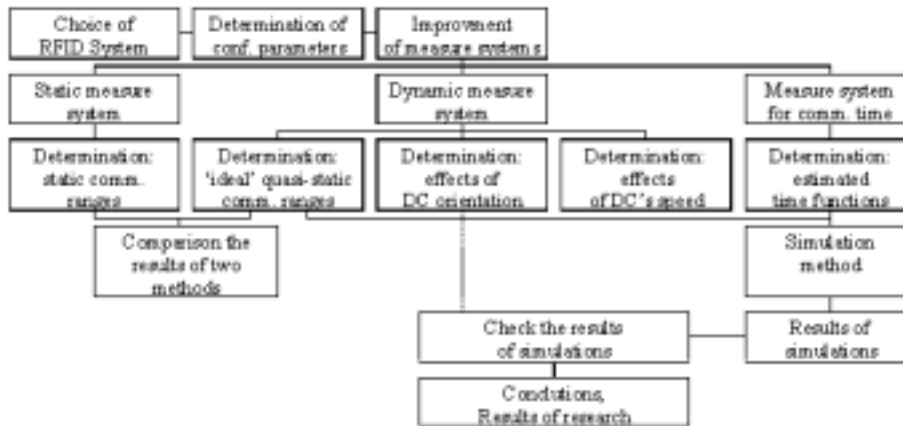 Choice of
RFID System
Determination of
conf. parameters
Improvment
of measure systems
Static measure
system
Dynamic measure
system
Measure system
for comm. time
Determination:
static comm.
ranges
Determination:
'ideal' quasi-static
comm. ranges
Determination:
effects of
DC orientation
Determination:
effects
of DC's speed
Determination:
estimated
time functions
Comparison the
results of two
methods
Simulation
method
Check the results
of simulations
Results of
simulations
Conclutions,
Results of research